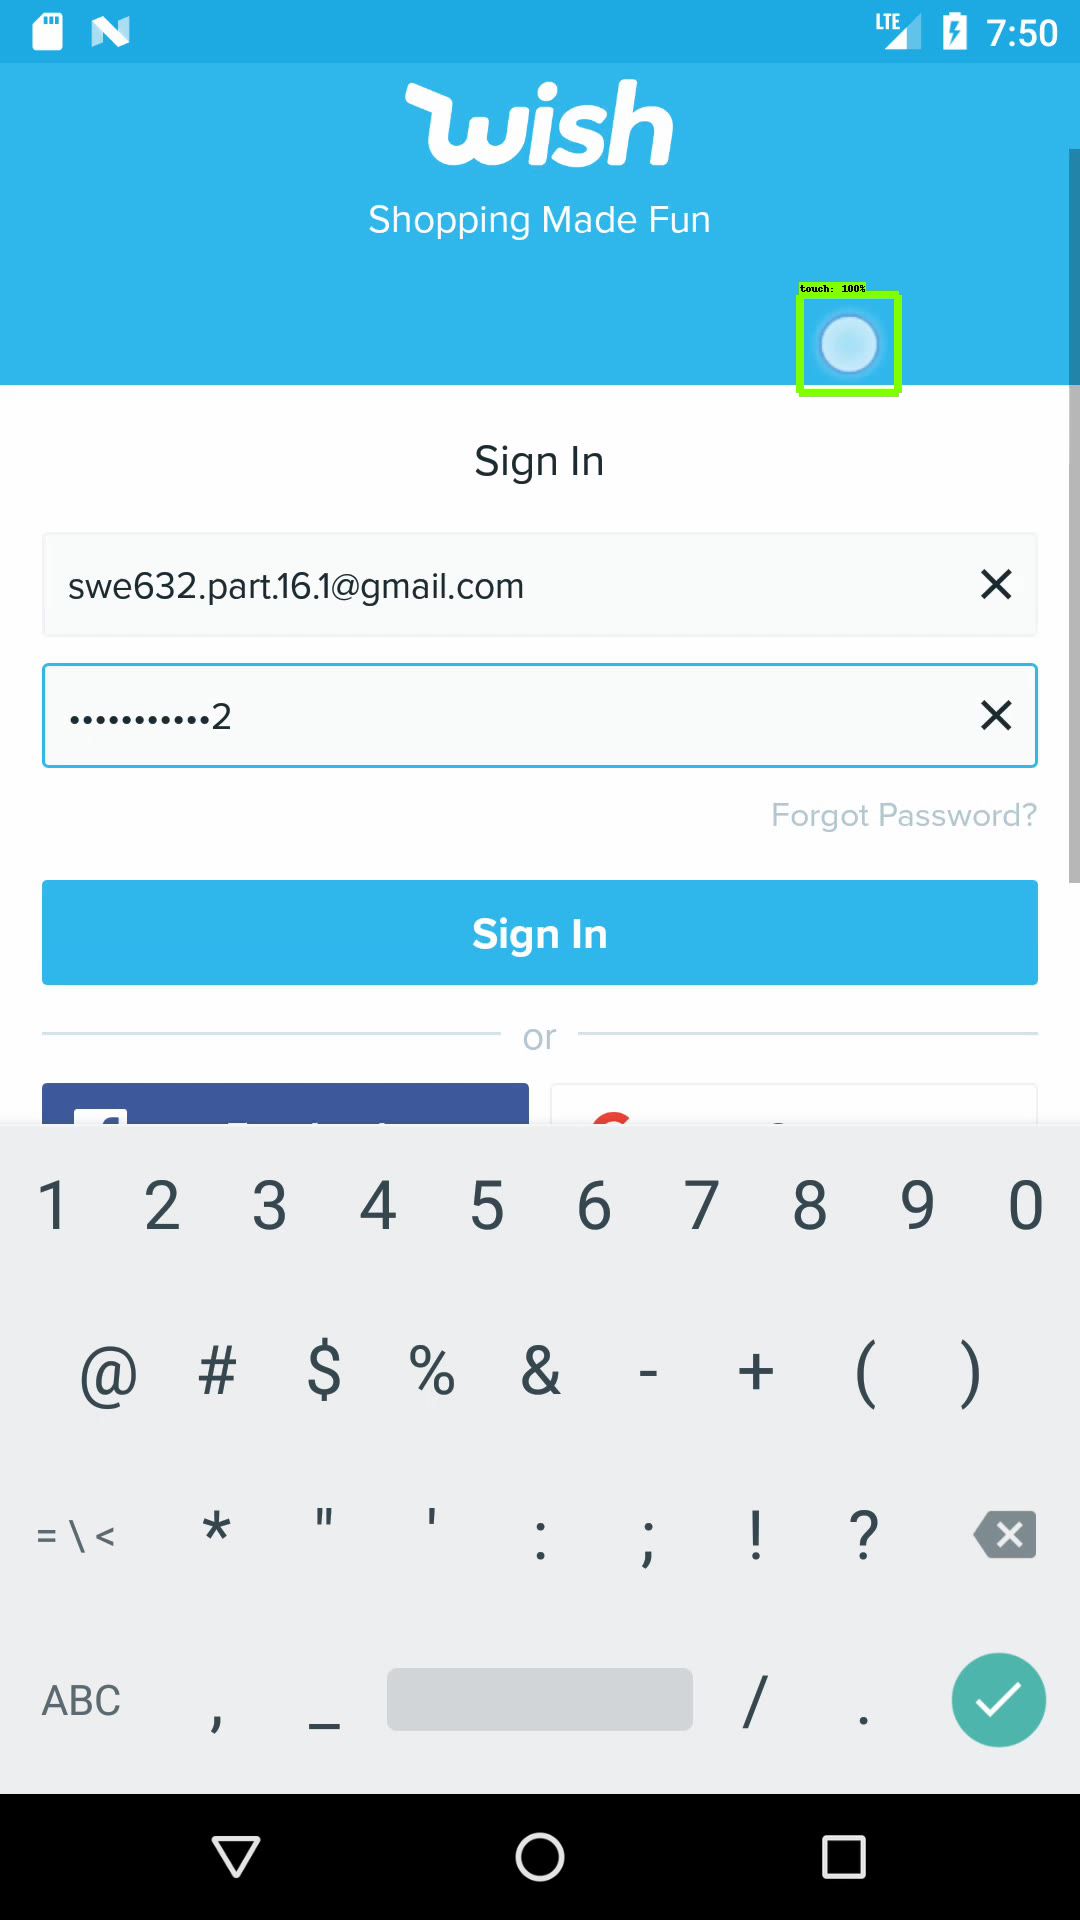 LTE 7:50
wish
Shopping Made Fun
touch: 100%
Sign In
swe632.part.16.1@gmail.com
•••••••••••2
Forgot Password?
Sign In
or
1 2 3 4 5 6 7 8 9 0
@ # $ % & - + ( )
= \ < * " ' : ; ! ?
ABC , _ / .